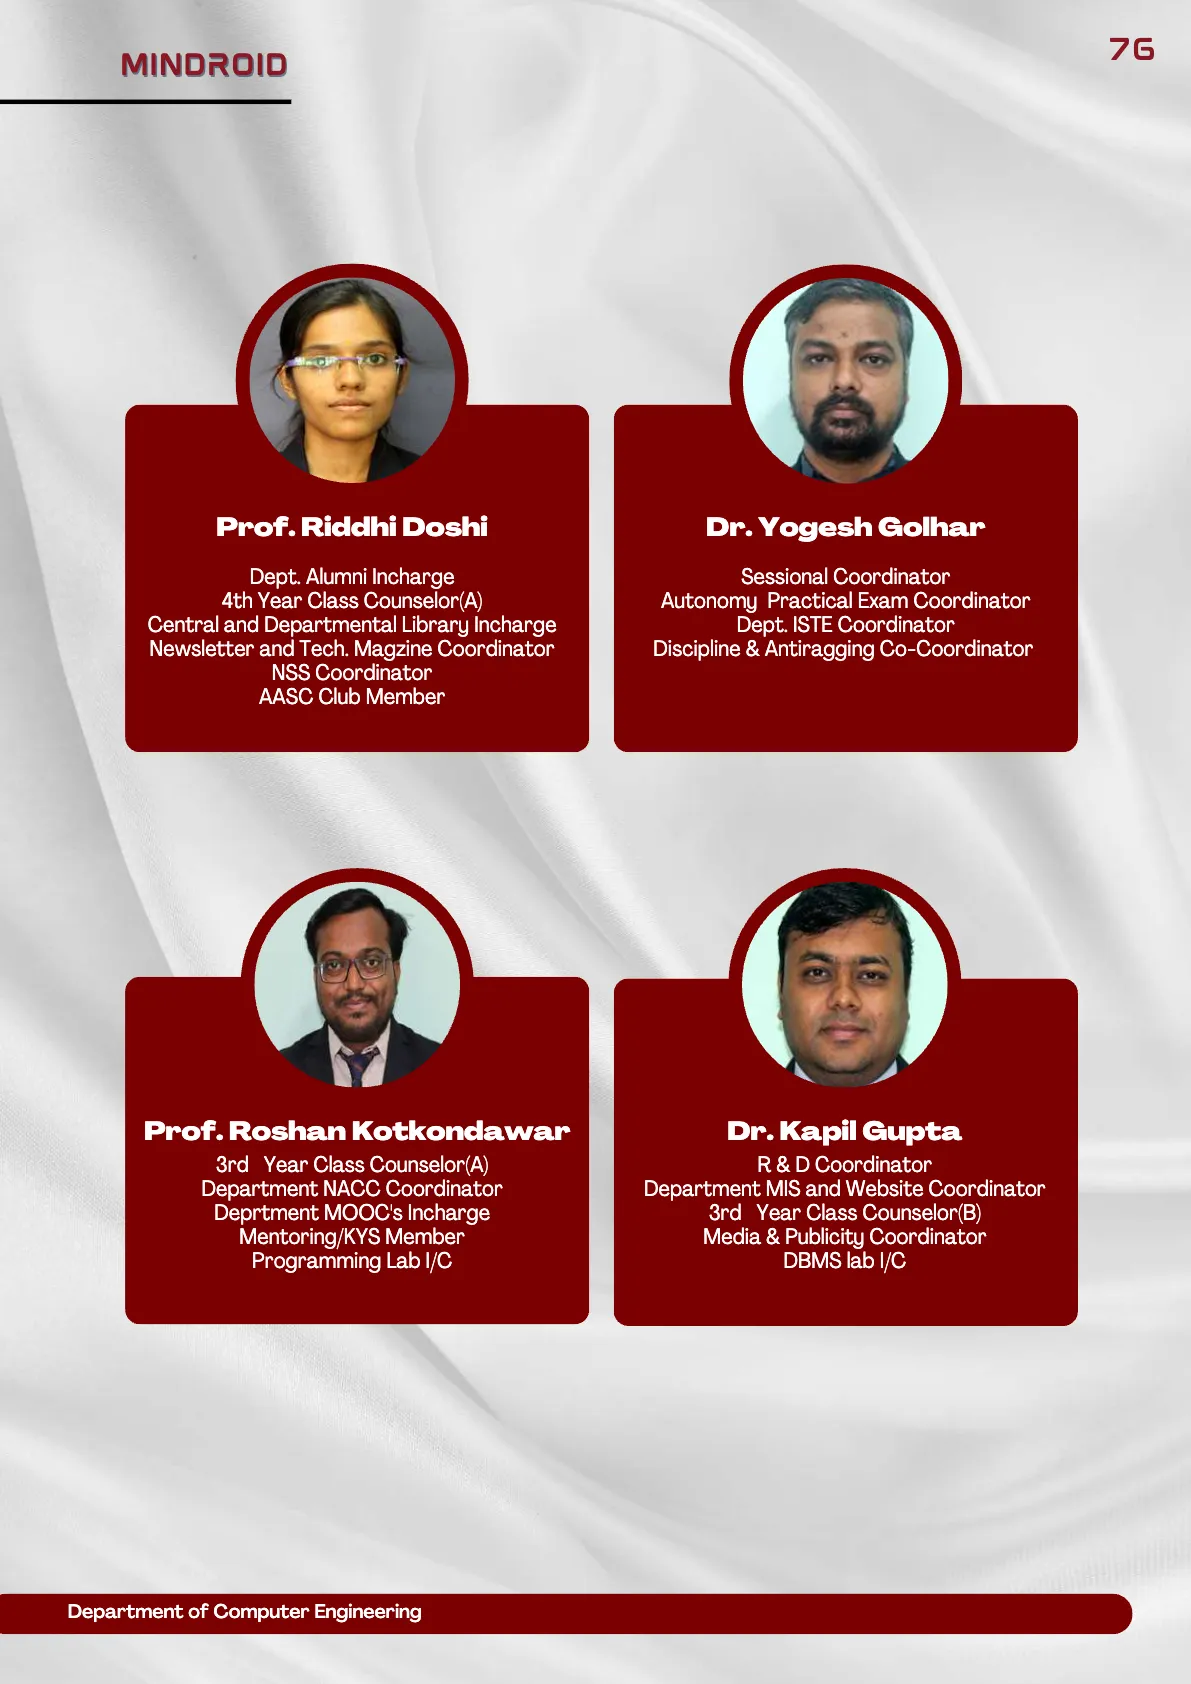 MINDROID
76
Prof. Riddhi Doshi
Dept. Alumni Incharge
4th Year Class Counselor(A)
Central and Departmental Library Incharge
Newsletter and Tech. Magzine Coordinator
NSS Coordinator
AASC Club Member
Dr. Yogesh Golhar
Sessional Coordinator
Autonomy Practical Exam Coordinator
Dept. ISTE Coordinator
Discipline & Antiragging Co-Coordinator
Prof. Roshan Kotkondawar
3rd Year Class Counselor(A)
Department NACC Coordinator
Deprtment MOOC's Incharge
Mentoring/KYS Member
Programming Lab I/C
Dr. Kapil Gupta
R & D Coordinator
Department MIS and Website Coordinator
3rd Year Class Counselor(B)
Media & Publicity Coordinator
DBMS lab I/C
Department of Computer Engineering